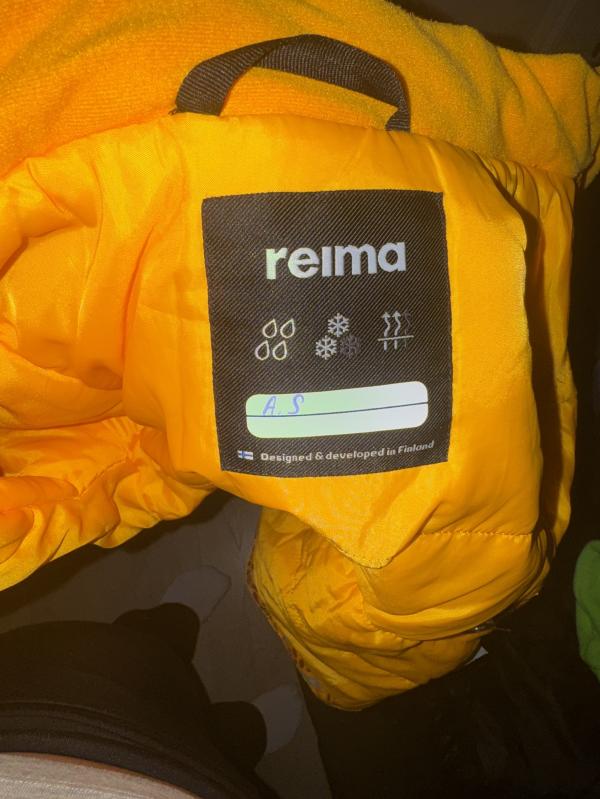 reima
A.S
Designed & developed in Finland